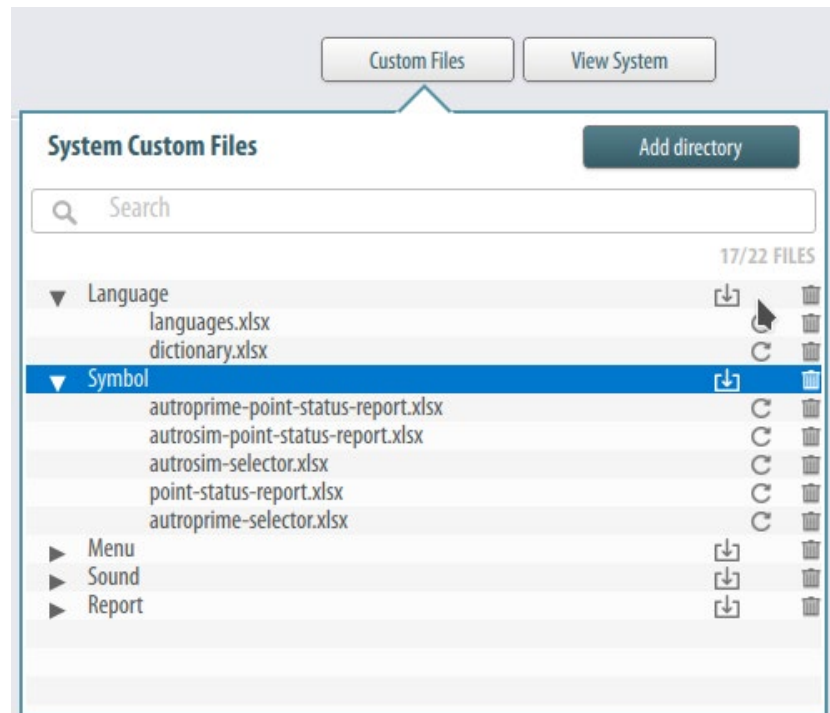 Custom Files View System
System Custom Files Add directory
Search
17/22 FILES
Language
languages.xlsx
dictionary.xlsx
Symbol
autroprime-point-status-report.xlsx
autrosim-point-status-report.xlsx
autrosim-selector.xlsx
point-status-report.xlsx
autroprime-selector.xlsx
Menu
Sound
Report